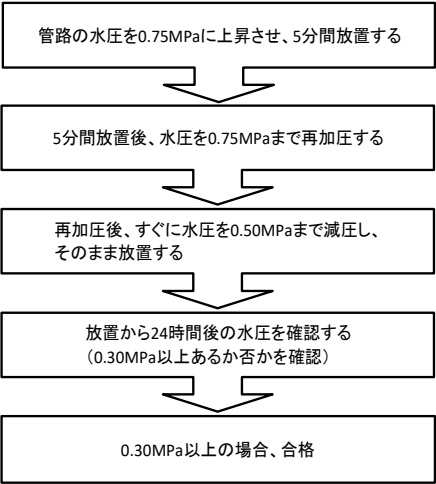 管路の水圧を0.75MPaに上昇させ、5分間放置する
5分間放置後、水圧を0.75MPaまで再加圧する
再加圧後、すぐに水圧を0.50MPaまで減圧し、
そのまま放置する
放置から24時間後の水圧を確認する
（0.30MPa以上あるか否かを確認）
0.30MPa以上の場合、合格